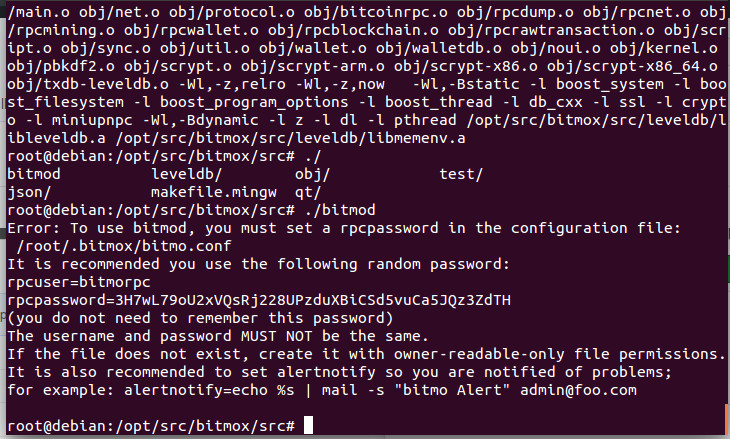 /main.o obj/net.o obj/protocol.o obj/bitcoinrpc.o obj/rpcdump.o obj/rpcnet.o obj
/rpcmining.o obj/rpcwallet.o obj/rpcblockchain.o obj/rpcrawtransaction.o obj/scr
ipt.o obj/sync.o obj/util.o obj/wallet.o obj/walletdb.o obj/noui.o obj/kernel.o
obj/pbkdf2.o obj/scrypt.o obj/scrypt-arm.o obj/scrypt-x86.o obj/scrypt-x86_64.o
obj/txdb-leveldb.o -Wl,-z,relro -Wl,-z,now   -Wl,-Bstatic -l boost_system -l boo
st_filesystem -l boost_program_options -l boost_thread -l db_cxx -l ssl -l crypt
o -l miniupnpc -Wl,-Bdynamic -l z -l dl -l pthread /opt/src/bitmox/src/leveldb/l
ibleveldb.a /opt/src/bitmox/src/leveldb/libmemenv.a
root@debian:/opt/src/bitmox/src# ./
bitmod          leveldb/        obj/            test/
json/           makefile.mingw  qt/
root@debian:/opt/src/bitmox/src# ./bitmod
Error: To use bitmod, you must set a rpcpassword in the configuration file:
 /root/.bitmox/bitmo.conf
It is recommended you use the following random password:
rpcuser=bitmorpc
rpcpassword=3H7wL79oU2xVQsRj228UPzduXBiCSd5vuCa5JQz3ZdTH
(you do not need to remember this password)
The username and password MUST NOT be the same.
If the file does not exist, create it with owner-readable-only file permissions.
It is also recommended to set alertnotify so you are notified of problems;
for example: alertnotify=echo %s | mail -s "bitmo Alert" admin@foo.com
root@debian:/opt/src/bitmox/src#